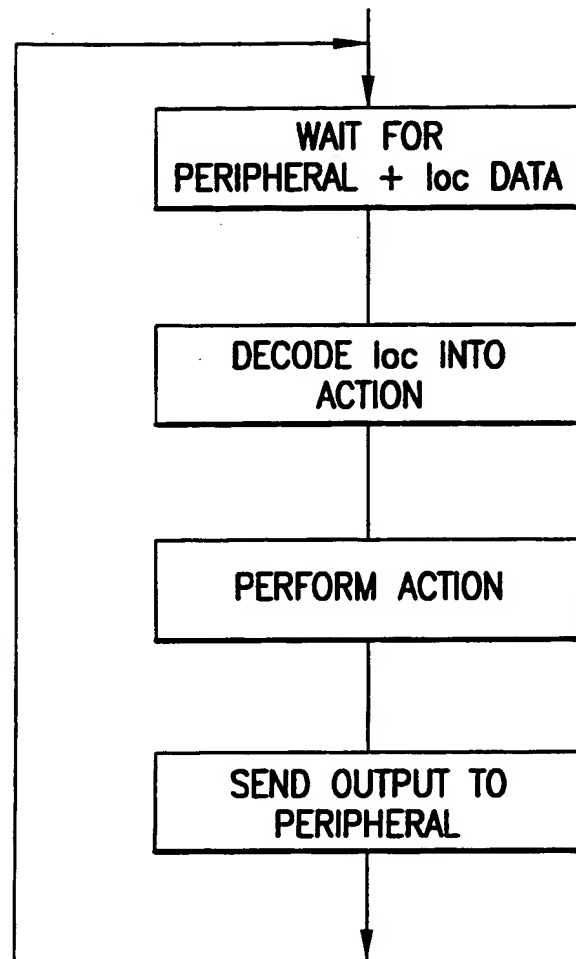 WAIT FOR
PERIPHERAL + loc DATA
DECODE loc INTO
ACTION
PERFORM ACTION
SEND OUTPUT TO
PERIPHERAL